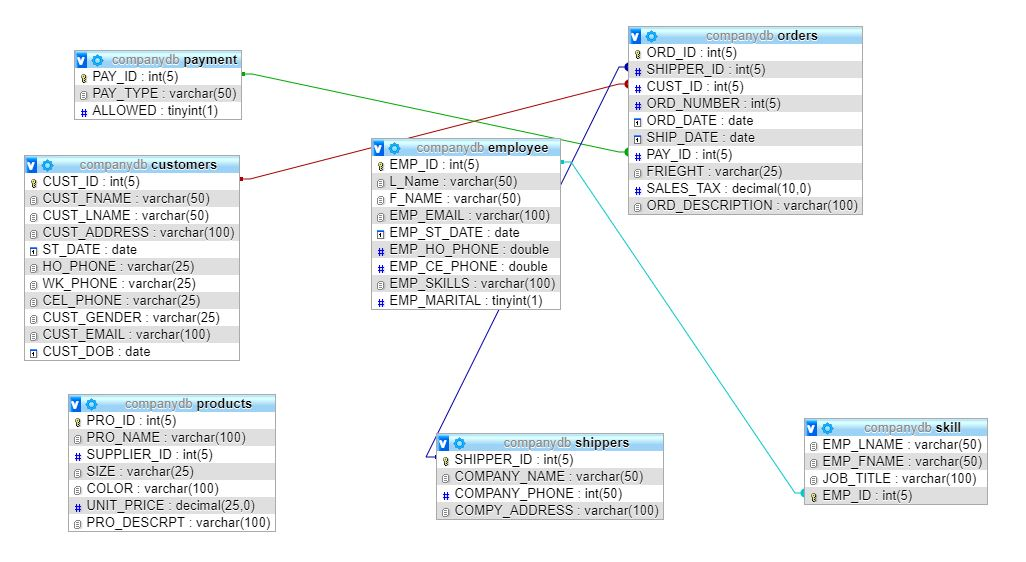 companydb payment
PAY_ID : int(5)
PAY_TYPE : varchar(50)
ALLOWED : tinyint(1)
companydb orders
ORD_ID : int(5)
SHIPPER_ID : int(5)
CUST_ID : int(5)
ORD_NUMBER : int(5)
ORD_DATE : date
SHIP_DATE : date
PAY_ID : int(5)
FRIEGHT : varchar(25)
SALES_TAX : decimal(10,0)
ORD_DESCRIPTION : varchar(100)
companydb customers
CUST_ID : int(5)
CUST_FNAME : varchar(50)
CUST_LNAME : varchar(50)
CUST_ADDRESS : varchar(100)
ST_DATE : date
HO_PHONE : varchar(25)
WK_PHONE : varchar(25)
CEL_PHONE : varchar(25)
CUST_GENDER : varchar(25)
CUST_EMAIL : varchar(100)
CUST_DOB : date
companydb employee
EMP_ID : int(5)
L_Name : varchar(50)
F_NAME : varchar(50)
EMP_EMAIL : varchar(100)
EMP_ST_DATE : date
EMP_HO_PHONE : double
EMP_CE_PHONE : double
EMP_SKILLS : varchar(100)
EMP_MARITAL : tinyint(1)
companydb products
PRO_ID : int(5)
PRO_NAME : varchar(100)
SUPPLIER_ID : int(5)
SIZE : varchar(25)
COLOR : varchar(100)
UNIT_PRICE : decimal(25,0)
PRO_DESCRPT : varchar(100)
companydb shippers
SHIPPER_ID : int(5)
COMPANY_NAME : varchar(50)
COMPANY_PHONE : int(50)
COMPY_ADDRESS : varchar(100)
companydb skill
EMP_LNAME : varchar(50)
EMP_FNAME : varchar(50)
JOB_TITLE : varchar(100)
EMP_ID : int(5)